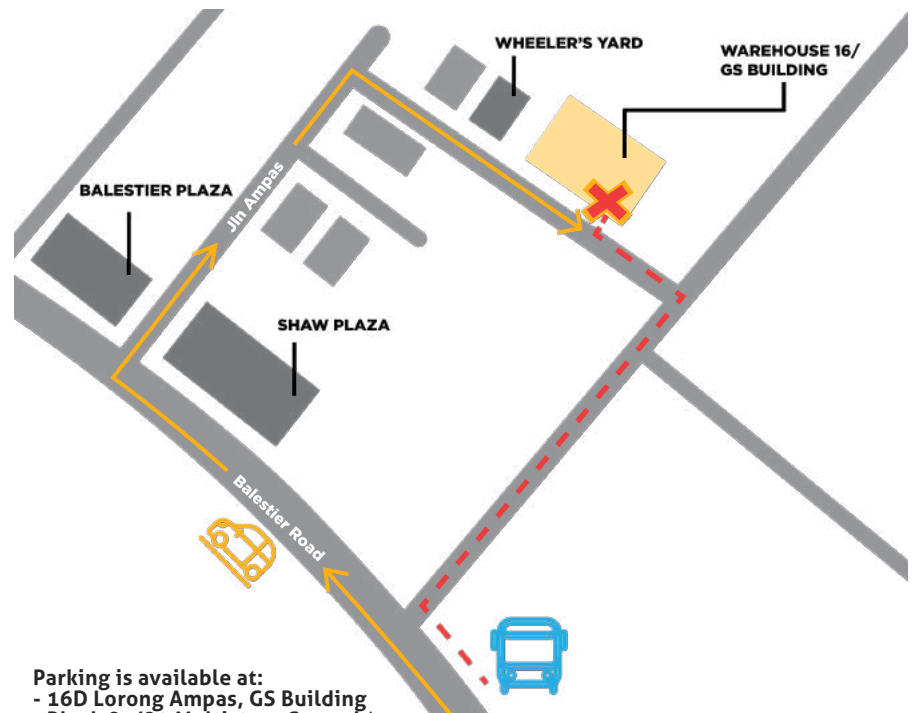 WHEELER'S YARD
WAREHOUSE 16/
GS BUILDING
BALESTIER PLAZA
Jln Ampas
SHAW PLAZA
Balestier Road
Parking is available at:
- 16D Lorong Ampas, GS Building